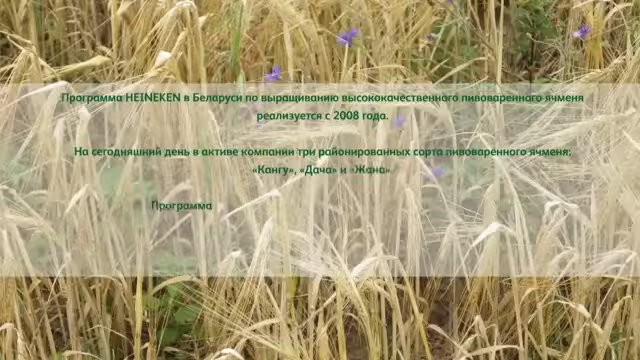 Программа HEINEKEN в Беларуси по выращиванию высококачественного пивоваренного ячменя
реализуется с 2008 года.
На сегодняшний день в активе компании три районированных сорта пивоваренного ячменя:
«Кангу», «Дача» и «Жана»
Программа